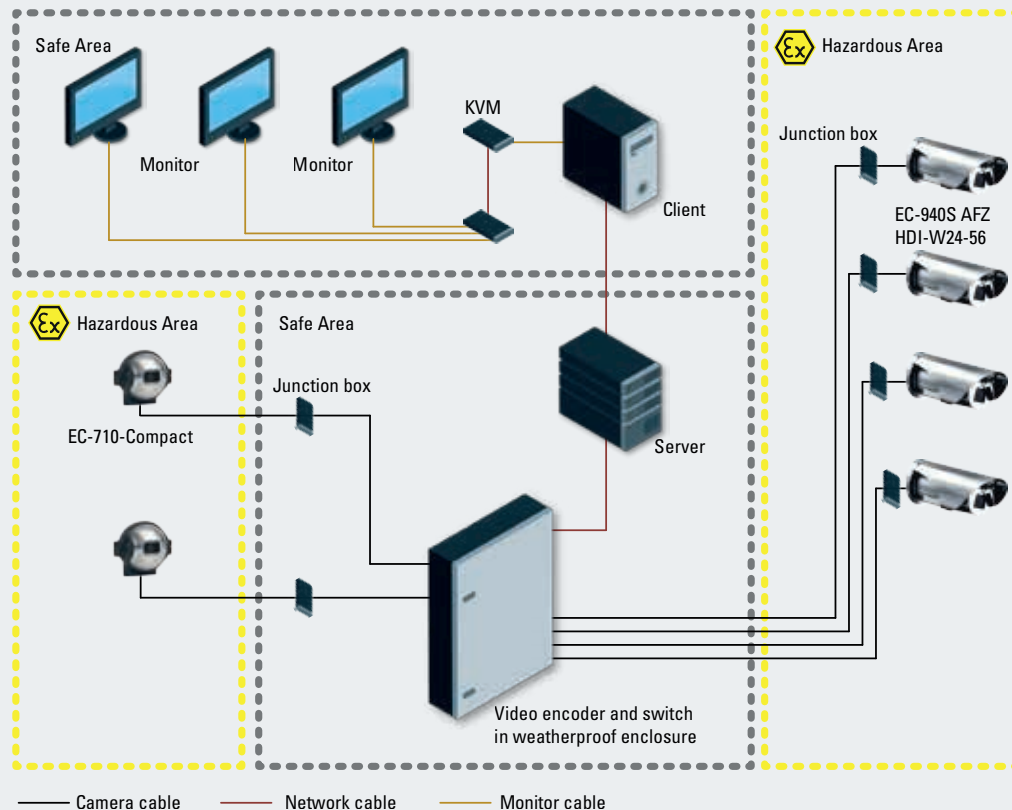 Safe Area
Monitor
Monitor
KVM
Client
Ex Hazardous Area
Junction box
EC-940S AFZ
HDI-W24-56
Ex Hazardous Area
EC-710-Compact
Safe Area
Junction box
Server
Video encoder and switch
in weatherproof enclosure
Camera cable Network cable Monitor cable